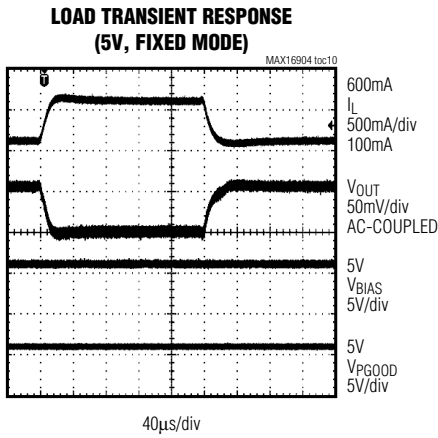 LOAD TRANSIENT RESPONSE
(5V, FIXED MODE)
MAX16904 toc10
T
600mA
IL
500mA/div
100mA
VOUT
50mV/div
AC-COUPLED
5V
VBIAS
5V/div
5V
VPGOOD
5V/div
40µs/div